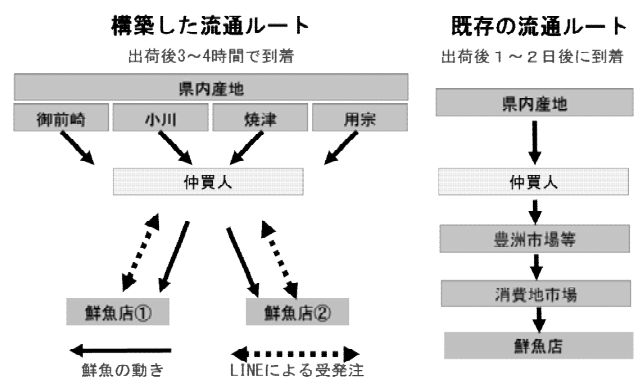 構築した流通ルート
出荷後3～4時間で到着
県内産地
御前崎
小川
焼津
用宗
仲買人
鮮魚店①
鮮魚店②
鮮魚の動き
LINEによる受発注
既存の流通ルート
出荷後１～２日後に到着
県内産地
仲買人
豊洲市場等
消費地市場
鮮魚店